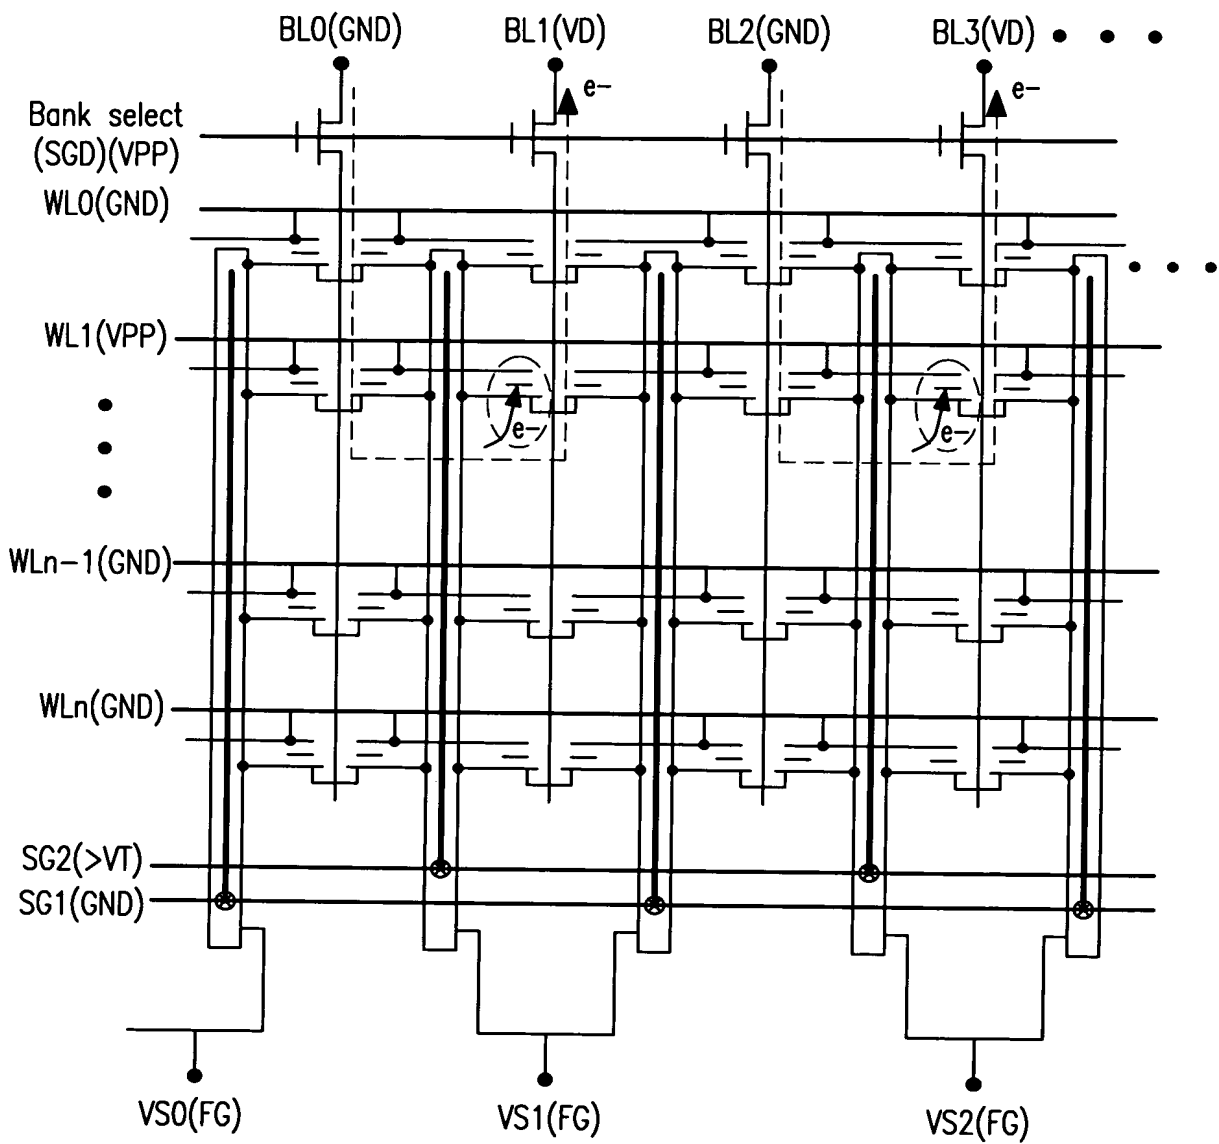 BL0(GND) BL1(VD) BL2(GND) BL3(VD)
e- e-
Bank select
(SGD)(VPP)
WL0(GND)
WL1(VPP)
e- e-
WLn-1(GND)
WLn(GND)
SG2(>VT)
SG1(GND)
VS0(FG) VS1(FG) VS2(FG)